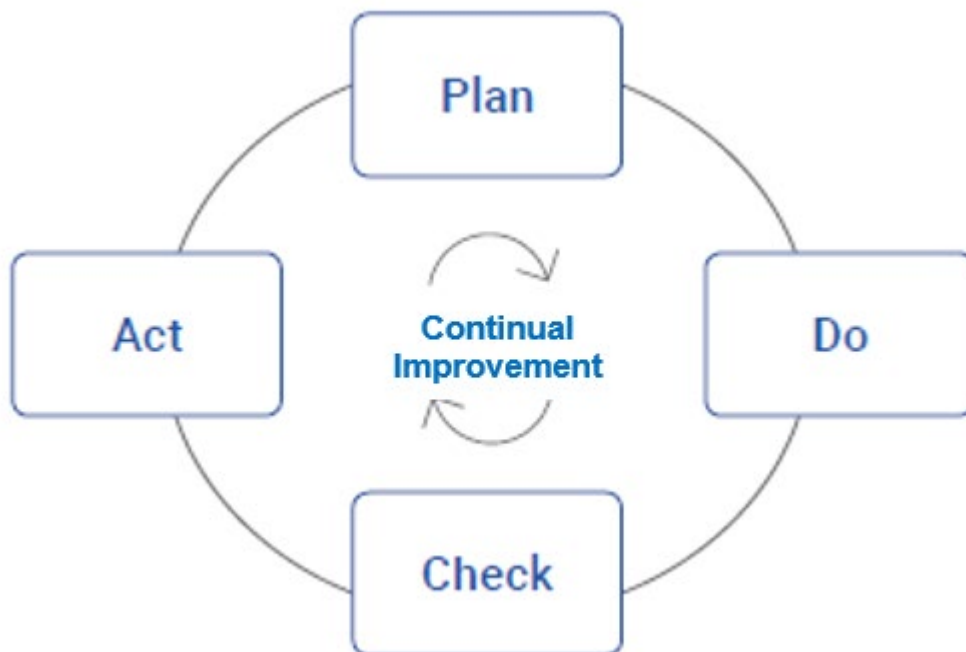 Plan
Act
Continual
Improvement
Do
Check